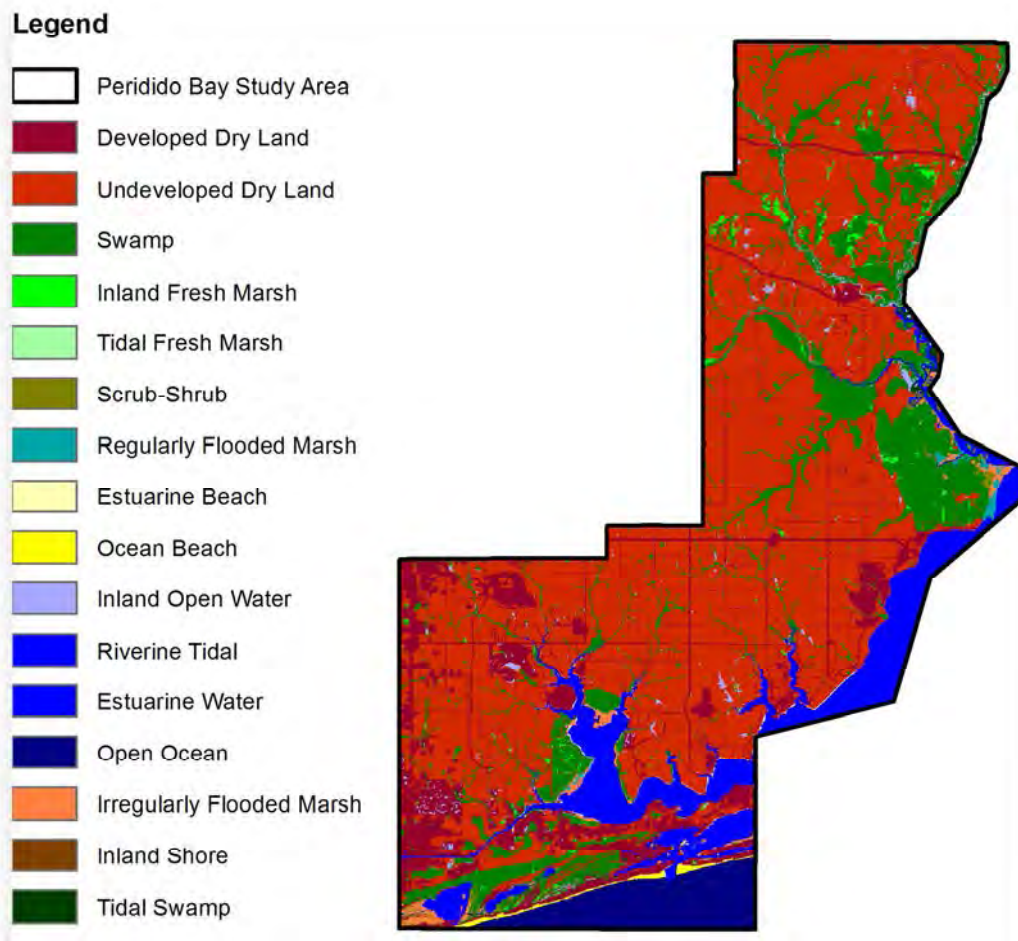 Legend
Peridido Bay Study Area
Developed Dry Land
Undeveloped Dry Land
Swamp
Inland Fresh Marsh
Tidal Fresh Marsh
Scrub-Shrub
Regularly Flooded Marsh
Estuarine Beach
Ocean Beach
Inland Open Water
Riverine Tidal
Estuarine Water
Open Ocean
Irregularly Flooded Marsh
Inland Shore
Tidal Swamp